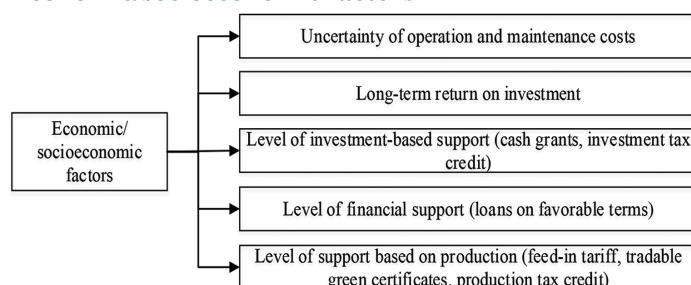 Uncertainty of operation and maintenance costs
Long-term return on investment
Economic/
socioeconomic
factors
Level of investment-based support (cash grants, investment tax
credit)
Level of financial support (loans on favorable terms)
Level of support based on production (feed-in tariff, tradable
green certificates, production tax credit)